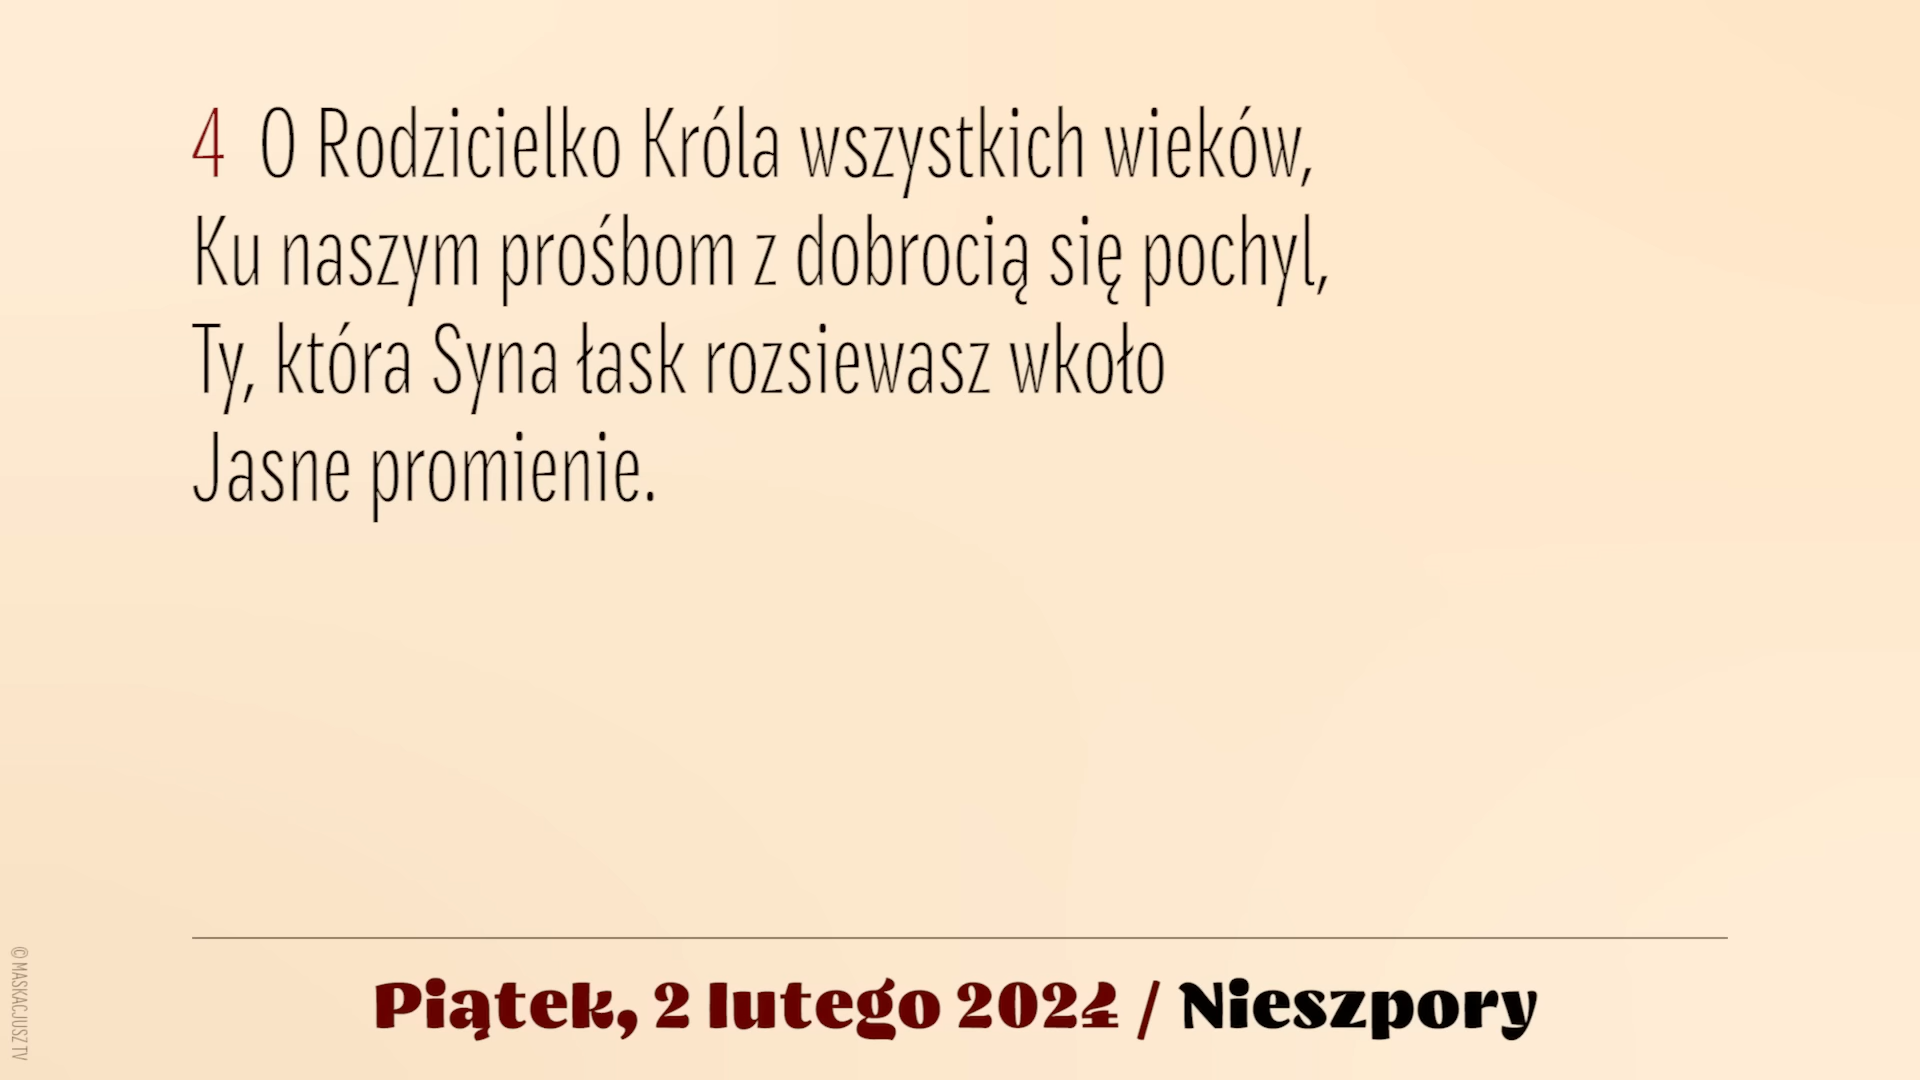 4 O Rodzicielko Króla wszystkich wieków,
Ku naszym prośbom z dobrocią się pochyl,
Ty, która Syna łask rozsiewasz wkoło
Jasne promienie.
Piątek, 2 lutego 2024 / Nieszpory
© MASKACJUSZ TV